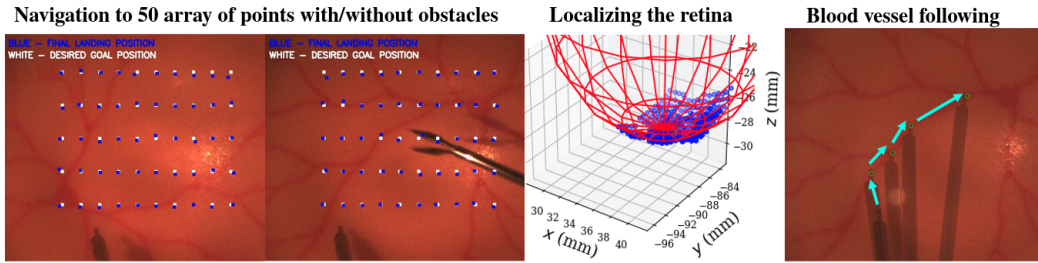 Navigation to 50 array of points with/without obstacles
BLUE – FINAL LANDING POSITION
WHITE – DESIRED GOAL POSITION
BLUE – FINAL LANDING POSITION
WHITE – DESIRED GOAL POSITION
Localizing the retina
−22
−24
−26
−28
−30
z (mm)
30 32 34 36 38 40
x (mm)
−96 −94 −92 −90 −88 −86 −84
y (mm)
Blood vessel following